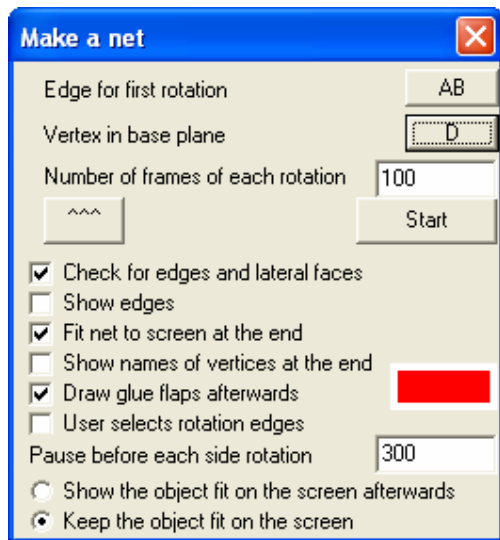 Make a net
Edge for first rotation AB
Vertex in base plane D
Number of frames of each rotation 100
^^^ Start
Check for edges and lateral faces
Show edges
Fit net to screen at the end
Show names of vertices at the end
Draw glue flaps afterwards
User selects rotation edges
Pause before each side rotation 300
Show the object fit on the screen afterwards
Keep the object fit on the screen